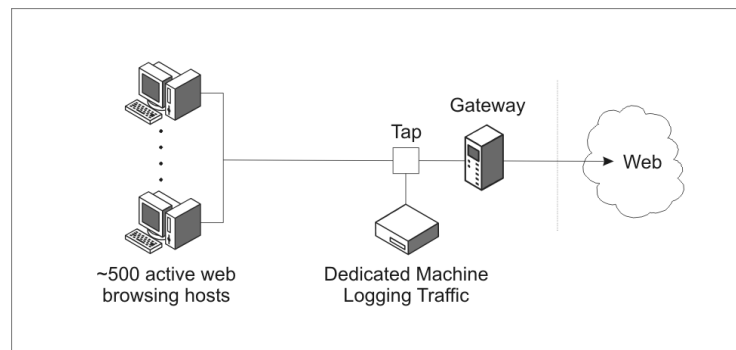 Gateway
Tap
Web
~500 active web
browsing hosts
Dedicated Machine
Logging Traffic